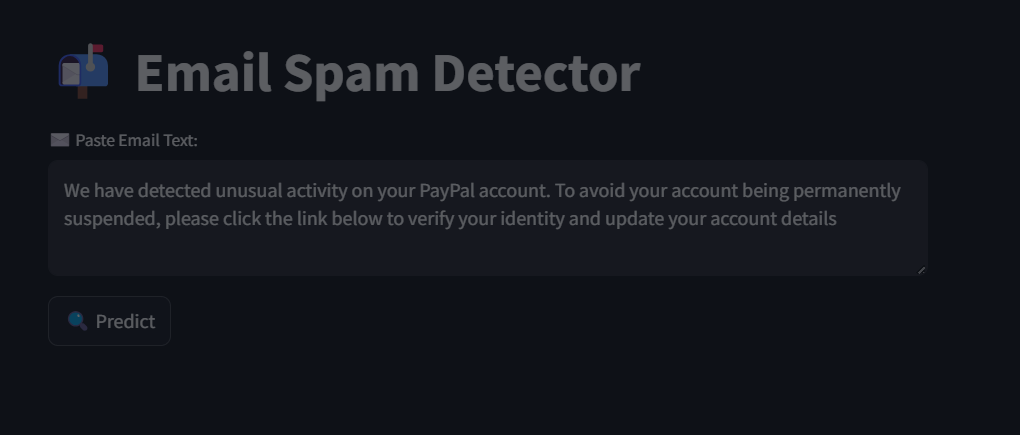 Email Spam Detector
Paste Email Text:
We have detected unusual activity on your PayPal account. To avoid your account being permanently
suspended, please click the link below to verify your identity and update your account details
Predict